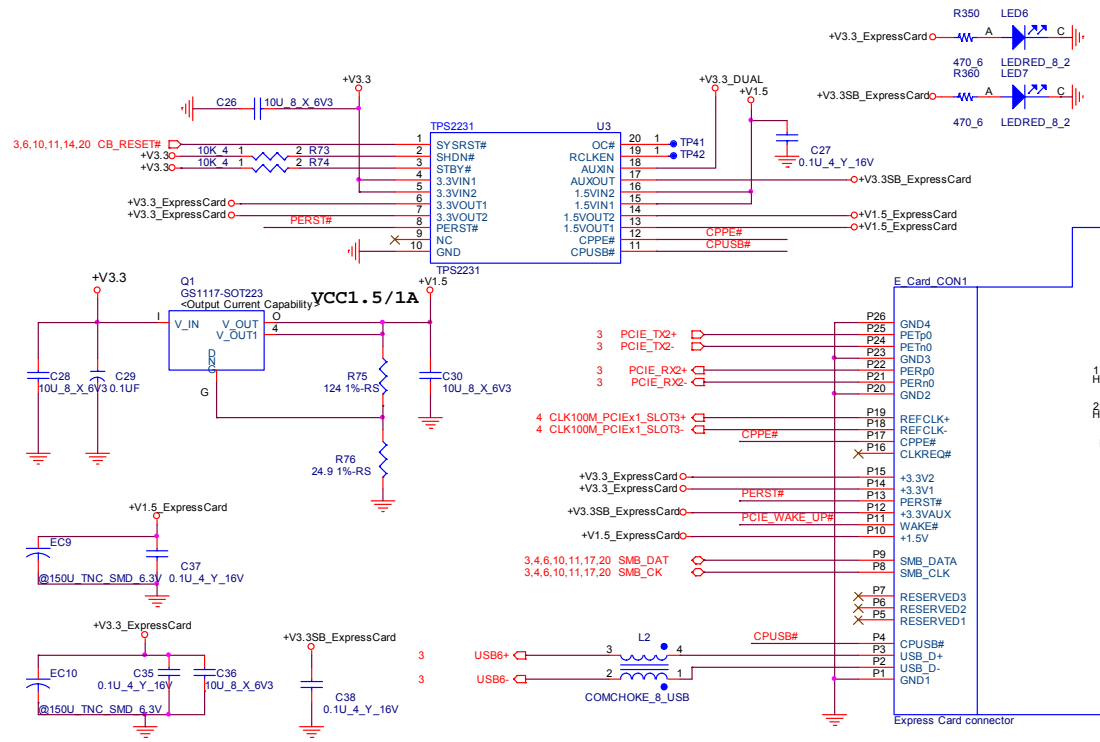 R350 LED6
+V3.3_ExpressCard A C
470_6 LEDRED_8_2
R360 LED7
+V3.3SB_ExpressCard A C
470_6 LEDRED_8_2
+V3.3
C26 10U_8_X_6V3
+V3.3_DUAL
+V1.5
C27
0.1U_4_Y_16V
TPS2231 U3
3,6,10,11,14,20 CB_RESET# 1 SYSRST# OC# 20 1 TP41
+V3.3 10K_4 1 2 R73 2 SHDN# RCLKEN 19 1 TP42
+V3.3 10K_4 1 2 R74 3 STBY# AUXIN 18
4 3.3VIN1 AUXOUT 17 +V3.3SB_ExpressCard
5 3.3VIN2 1.5VIN2 16
+V3.3_ExpressCard 6 3.3VOUT1 1.5VIN1 15
+V3.3_ExpressCard 7 3.3VOUT2 1.5VOUT2 14 +V1.5_ExpressCard
PERST# 8 PERST# 1.5VOUT1 13 +V1.5_ExpressCard
9 NC CPPE# 12 CPPE#
10 GND CPUSB# 11 CPUSB#
TPS2231
+V3.3
Q1
GS1117-SOT223
<Output Current Capability>
VCC1.5/1A
+V1.5
I V_IN V_OUT O
V_OUT1 4
GND
G
C28
10U_8_X_6V3
C29
0.1UF
R75
124 1%-RS
C30
10U_8_X_6V3
R76
24.9 1%-RS
+V1.5_ExpressCard
EC9
@150U_TNC_SMD_6.3V
C37
0.1U_4_Y_16V
+V3.3_ExpressCard
EC10
@150U_TNC_SMD_6.3V
C35
0.1U_4_Y_16V
C36
10U_8_X_6V3
+V3.3SB_ExpressCard
C38
0.1U_4_Y_16V
E_Card_CON1
P26 GND4
3 PCIE_TX2+ P25 PETp0
3 PCIE_TX2- P24 PETn0
P23 GND3
3 PCIE_RX2+ P22 PERp0
3 PCIE_RX2- P21 PERn0
P20 GND2
4 CLK100M_PCIEx1_SLOT3+ P19 REFCLK+
4 CLK100M_PCIEx1_SLOT3- P18 REFCLK-
CPPE# P17 CPPE#
P16 CLKREQ#
+V3.3_ExpressCard P15 +3.3V2
+V3.3_ExpressCard P14 +3.3V1
PERST# P13 PERST#
+V3.3SB_ExpressCard P12 +3.3VAUX
PCIE_WAKE_UP# P11 WAKE#
+V1.5_ExpressCard P10 +1.5V
3,4,6,10,11,17,20 SMB_DAT P9 SMB_DATA
3,4,6,10,11,17,20 SMB_CK P8 SMB_CLK
P7 RESERVED3
P6 RESERVED2
P5 RESERVED1
CPUSB# P4 CPUSB#
3 USB6+ 3 L2 4 P3 USB_D+
3 USB6- 2 1 P2 USB_D-
COMCHOKE_8_USB
P1 GND1
Express Card connector
1
H
2
H